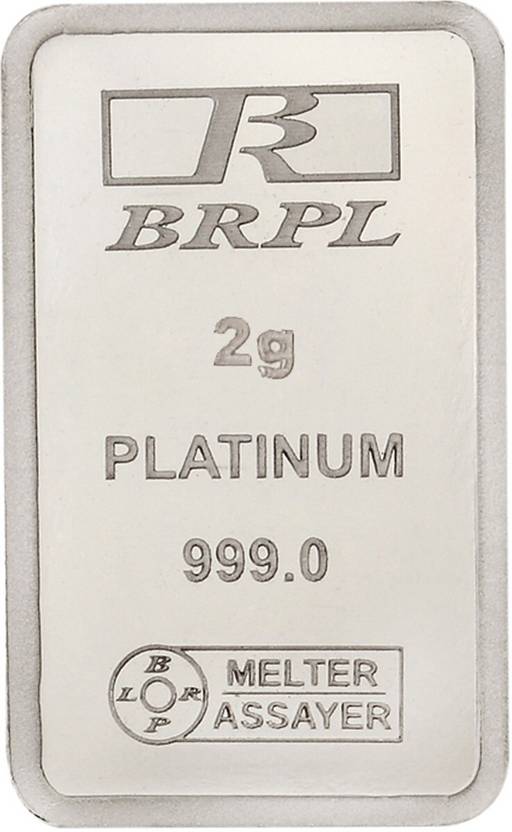 BRPL
2g
PLATINUM
999.0
B
L R
P
MELTER
ASSAYER